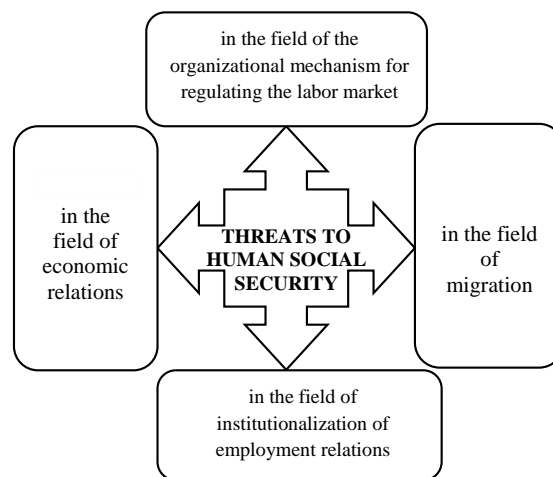 in the field of the
organizational mechanism for
regulating the labor market
in the
field of
economic
relations
THREATS TO
HUMAN SOCIAL
SECURITY
in the field
of
migration
in the field of
institutionalization of
employment relations